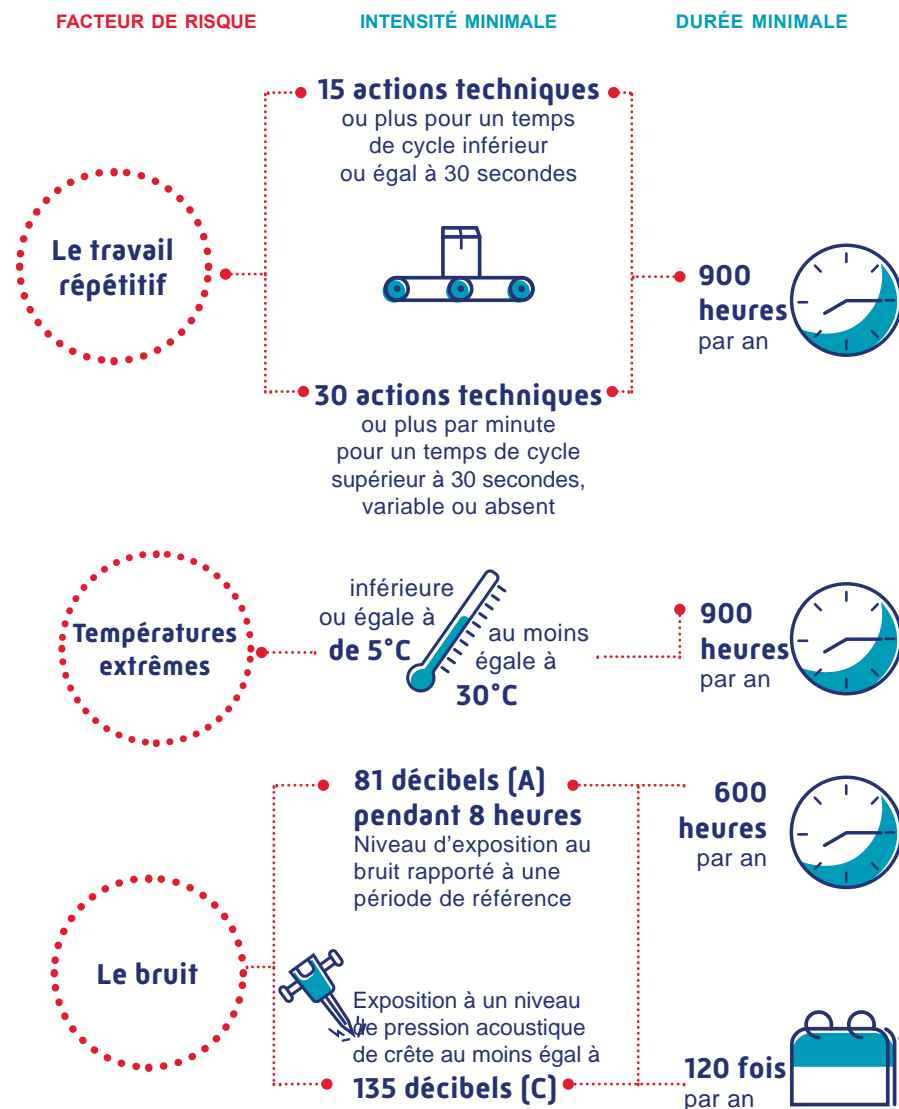 FACTEUR DE RISQUE
INTENSITÉ MINIMALE
DURÉE MINIMALE
15 actions techniques
ou plus pour un temps
de cycle inférieur
ou égal à 30 secondes
Le travail
répétitif
900
heures
par an
30 actions techniques
ou plus par minute
pour un temps de cycle
supérieur à 30 secondes,
variable ou absent
Températures
extrêmes
inférieure
ou égale à
de 5°C
au moins
égale à
30°C
900
heures
par an
Le bruit
81 décibels (A)
pendant 8 heures
Niveau d'exposition au
bruit rapporté à une
période de référence
600
heures
par an
Exposition à un niveau
de pression acoustique
de crête au moins égal à
135 décibels (C)
120 fois
par an